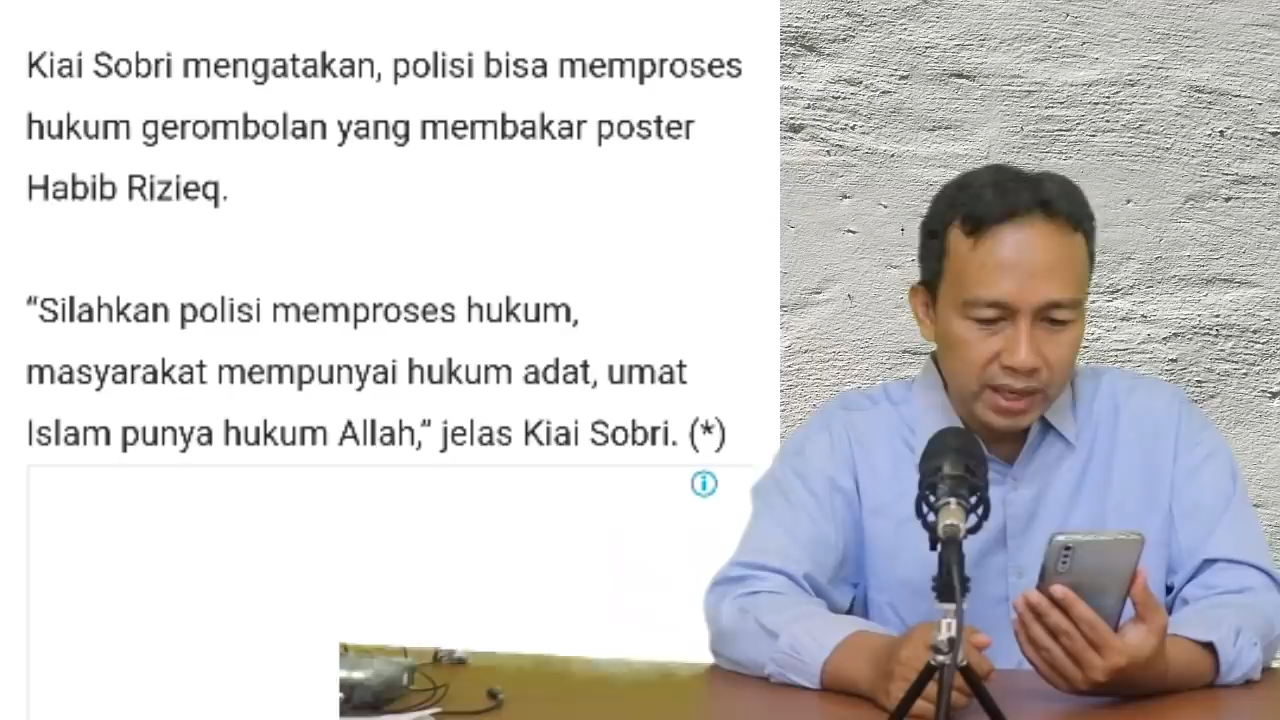 Kiai Sobri mengatakan, polisi bisa memproses
hukum gerombolan yang membakar poster
Habib Rizieq.
“Silahkan polisi memproses hukum,
masyarakat mempunyai hukum adat, umat
Islam punya hukum Allah,” jelas Kiai Sobri. (*)